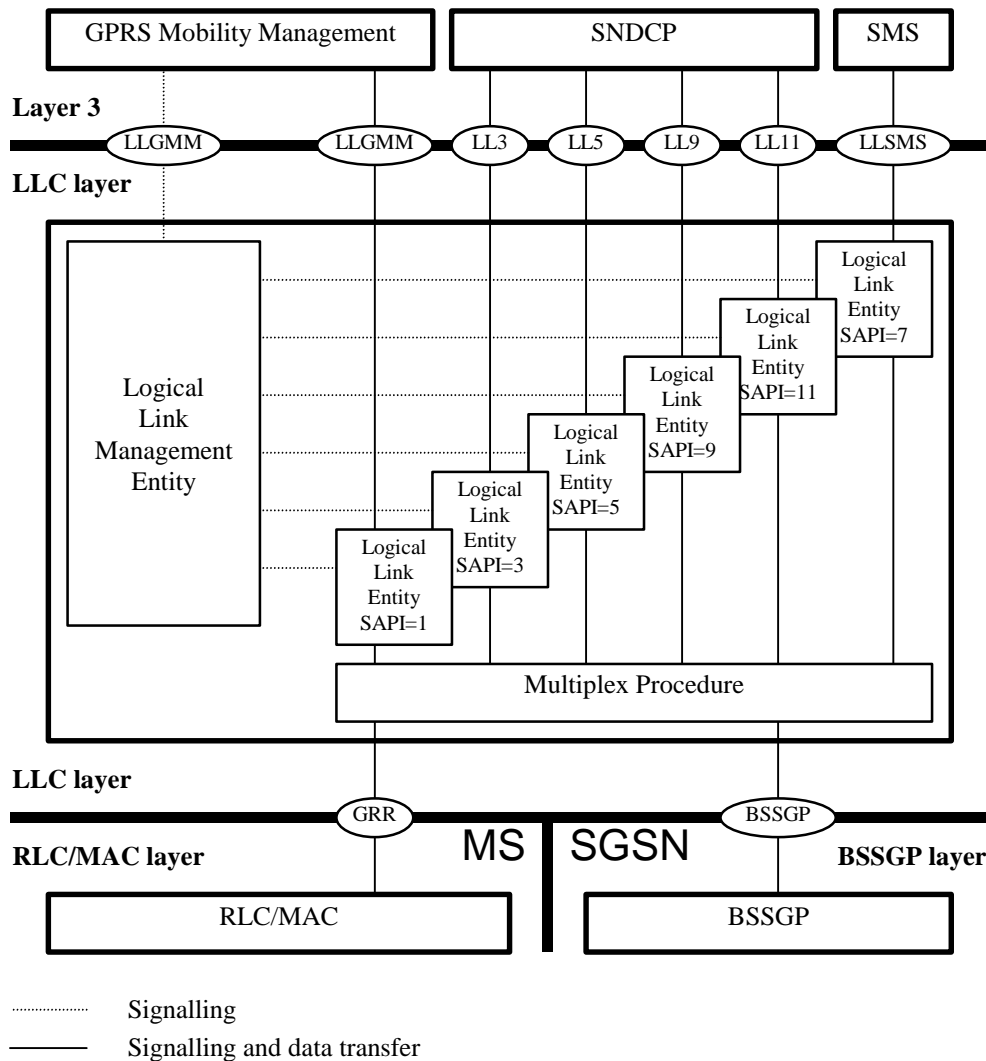 GPRS Mobility Management
SNDCP
SMS
Layer 3
LLGMM
LLGMM
LL3
LL5
LL9
LL11
LLSMS
LLC layer
Logical
Link
Management
Entity
Logical
Link
Entity
SAPI=7
Logical
Link
Entity
SAPI=11
Logical
Link
Entity
SAPI=9
Logical
Link
Entity
SAPI=5
Logical
Link
Entity
SAPI=3
Logical
Link
Entity
SAPI=1
Multiplex Procedure
LLC layer
GRR
BSSGP
RLC/MAC layer
MS
SGSN
BSSGP layer
RLC/MAC
BSSGP
Signalling
Signalling and data transfer